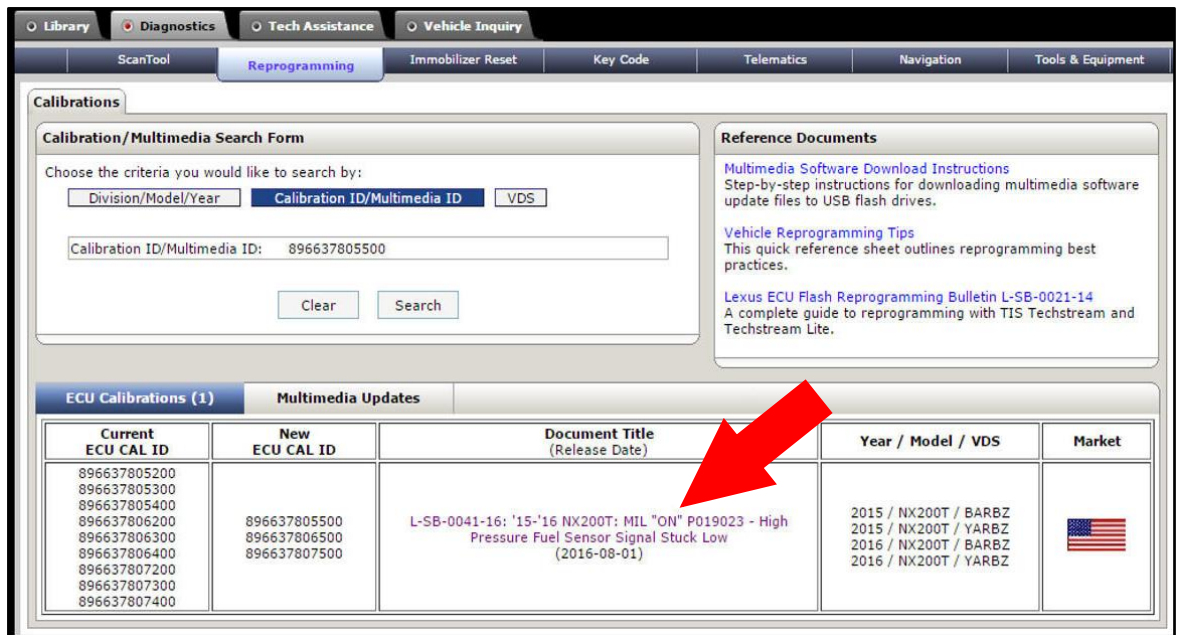 Library
Diagnostics
Tech Assistance
Vehicle Inquiry
ScanTool
Reprogramming
Immobilizer Reset
Key Code
Telematics
Navigation
Tools & Equipment
Calibrations
Calibration/Multimedia Search Form
Choose the criteria you would like to search by:
Division/Model/Year
Calibration ID/Multimedia ID
VDS
Calibration ID/Multimedia ID: 896637805500
Clear
Search
Reference Documents
Multimedia Software Download Instructions
Step-by-step instructions for downloading multimedia software
update files to USB flash drives.
Vehicle Reprogramming Tips
This quick reference sheet outlines reprogramming best
practices.
Lexus ECU Flash Reprogramming Bulletin L-SB-0021-14
A complete guide to reprogramming with TIS Techstream and
Techstream Lite.
ECU Calibrations (1)
Multimedia Updates
Current
ECU CAL ID
New
ECU CAL ID
Document Title
(Release Date)
Year / Model / VDS
Market
896637805200
896637805300
896637805400
896637806200
896637806300
896637806400
896637807200
896637807300
896637807400
896637805500
896637806500
896637807500
L-SB-0041-16: '15-'16 NX200T: MIL "ON" P019023 - High
Pressure Fuel Sensor Signal Stuck Low
(2016-08-01)
2015 / NX200T / BARBZ
2015 / NX200T / YARBZ
2016 / NX200T / BARBZ
2016 / NX200T / YARBZ